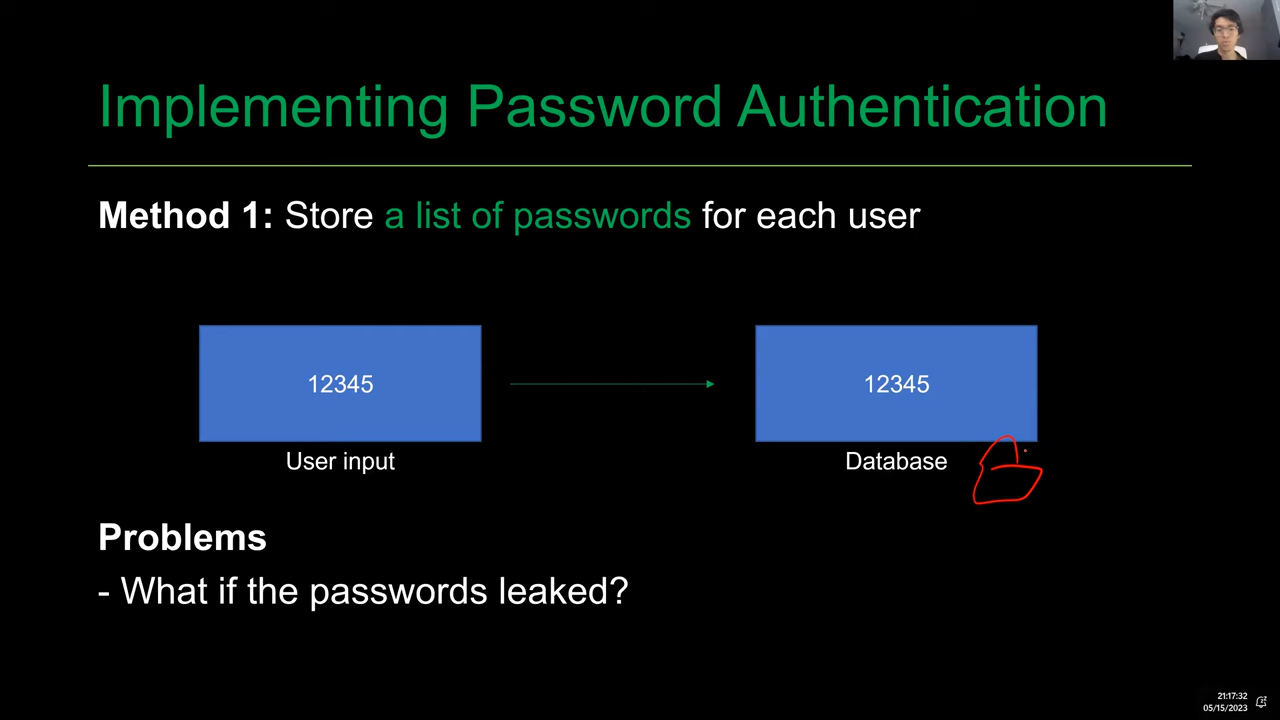 Implementing Password Authentication
Method 1: Store a list of passwords for each user
12345
12345
User input
Database
Problems
- What if the passwords leaked?
21:17:32
05/15/2023